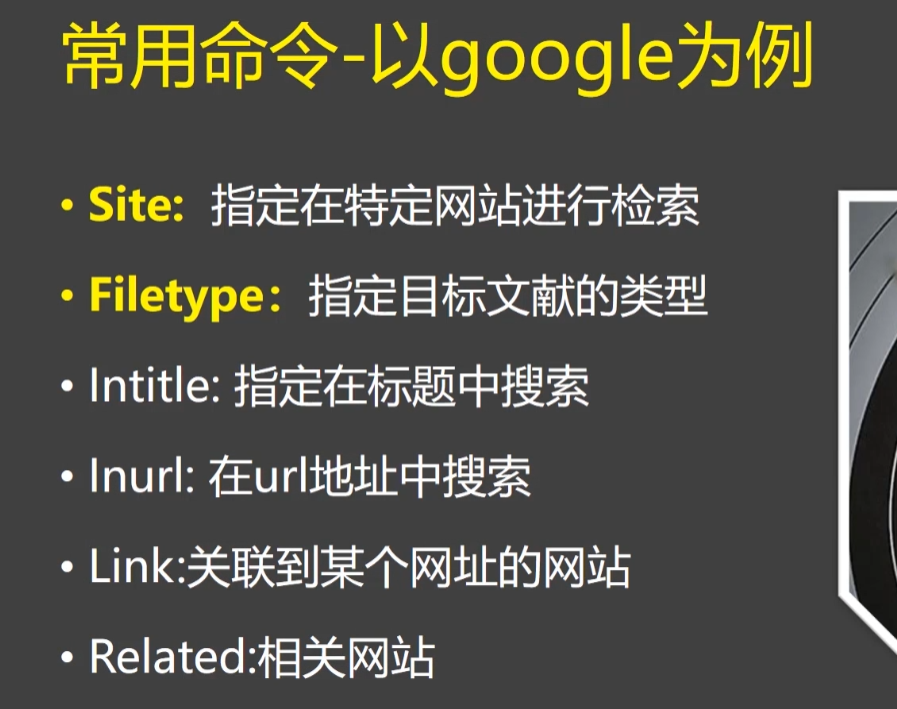 常用命令-以google为例
• Site: 指定在特定网站进行检索
• Filetype：指定目标文献的类型
• Intitle: 指定在标题中搜索
• Inurl: 在url地址中搜索
• Link:关联到某个网址的网站
• Related:相关网站